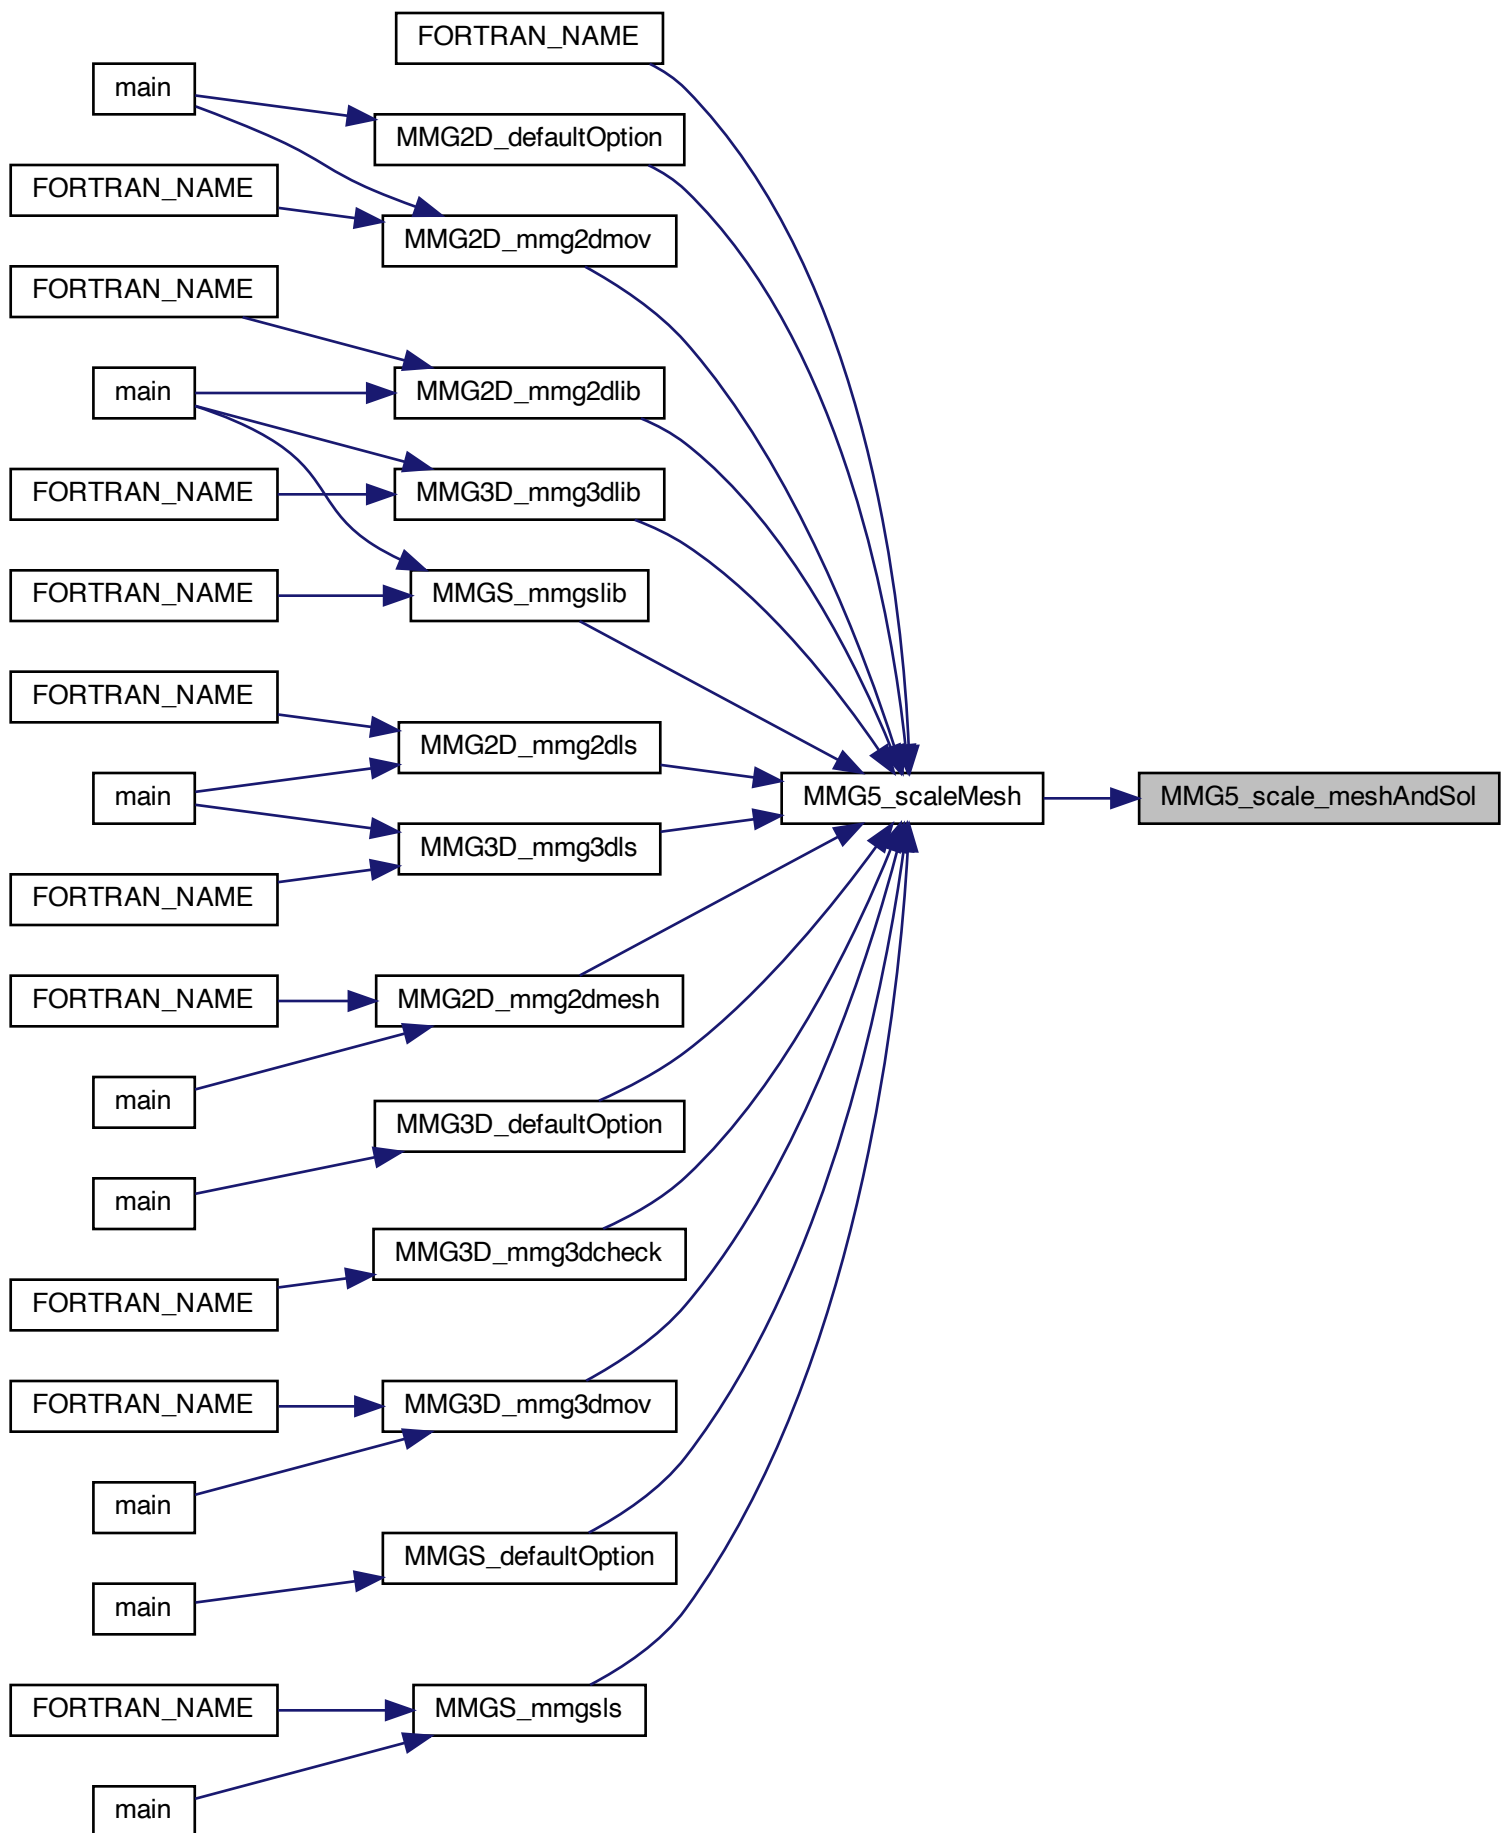 FORTRAN_NAME
main
MMG2D_defaultOption
FORTRAN_NAME
MMG2D_mmg2dmov
FORTRAN_NAME
main
MMG2D_mmg2dlib
FORTRAN_NAME
MMG3D_mmg3dlib
FORTRAN_NAME
MMGS_mmgslib
FORTRAN_NAME
MMG2D_mmg2dls
main
MMG5_scaleMesh
MMG5_scale_meshAndSol
MMG3D_mmg3dls
FORTRAN_NAME
FORTRAN_NAME
MMG2D_mmg2dmesh
main
MMG3D_defaultOption
main
MMG3D_mmg3dcheck
FORTRAN_NAME
FORTRAN_NAME
MMG3D_mmg3dmov
main
MMGS_defaultOption
main
FORTRAN_NAME
MMGS_mmgsls
main